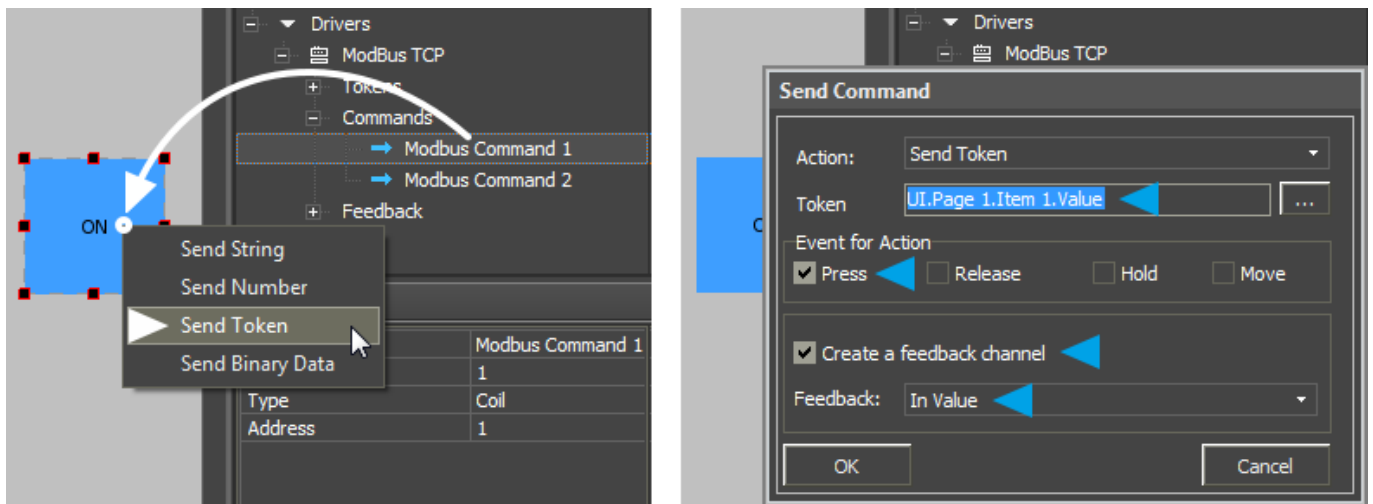 Drivers
ModBus TCP
Tokens
Commands
Modbus Command 1
Modbus Command 2
Feedback
ON
Send String
Send Number
Send Token
Send Binary Data
Modbus Command 1
1
Type Coil
Address 1
Drivers
ModBus TCP
Send Command
Action: Send Token
Token UI.Page 1.Item 1.Value ...
Event for Action
Press Release Hold Move
Create a feedback channel
Feedback: In Value
OK Cancel